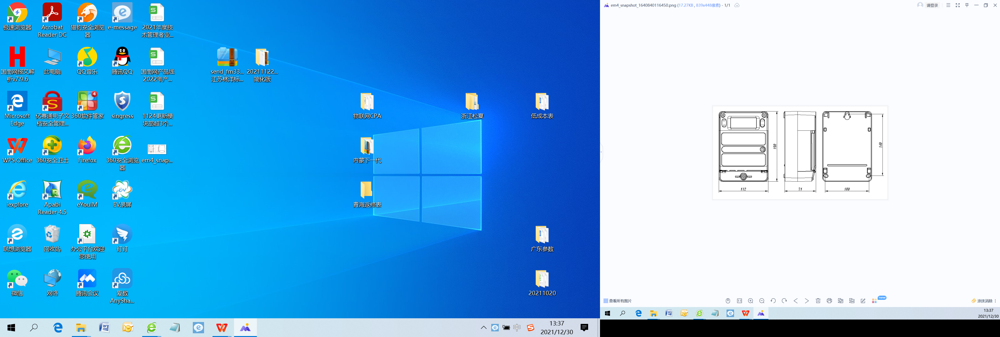 极速浏览器
Acrobat
Reader DC
猎豹安全浏览
器
e-message
2021年度技
术管理者业...
国南网报文解
析v7.9.6
此电脑
QQ音乐
腾讯QQ
国南网产品线
2022年产...
360
send_fm33...
江苏林洋标...
20211122...
简化版
Microsoft
Edge
亿赛通电子文
档安全管理...
4
360软件管家
singress
1124更新模
块部超3个...
物联网CPA
浙江松夏
低成本表
WPS Office
360安全卫士
Firefox
360安全浏览
器
em4_snap...
内蒙下一代
iexplore
Apabi
Reader 4.5
eYouIM
ev
EV录屏
青海返修表
联想浏览器
回收站
办公平台欢迎
您使用
钉钉
广东参数
微信
网络
腾讯会议
爱数
AnySha...
20211020
中
13:37
2021/12/30
em4_snapshot_1640840116450.png (17.27KB , 839x448像素) - 1/1
请登录
160
140
112
71
100
查看所有图片
1:1
new
涂抹消除
13:37
2021/12/30